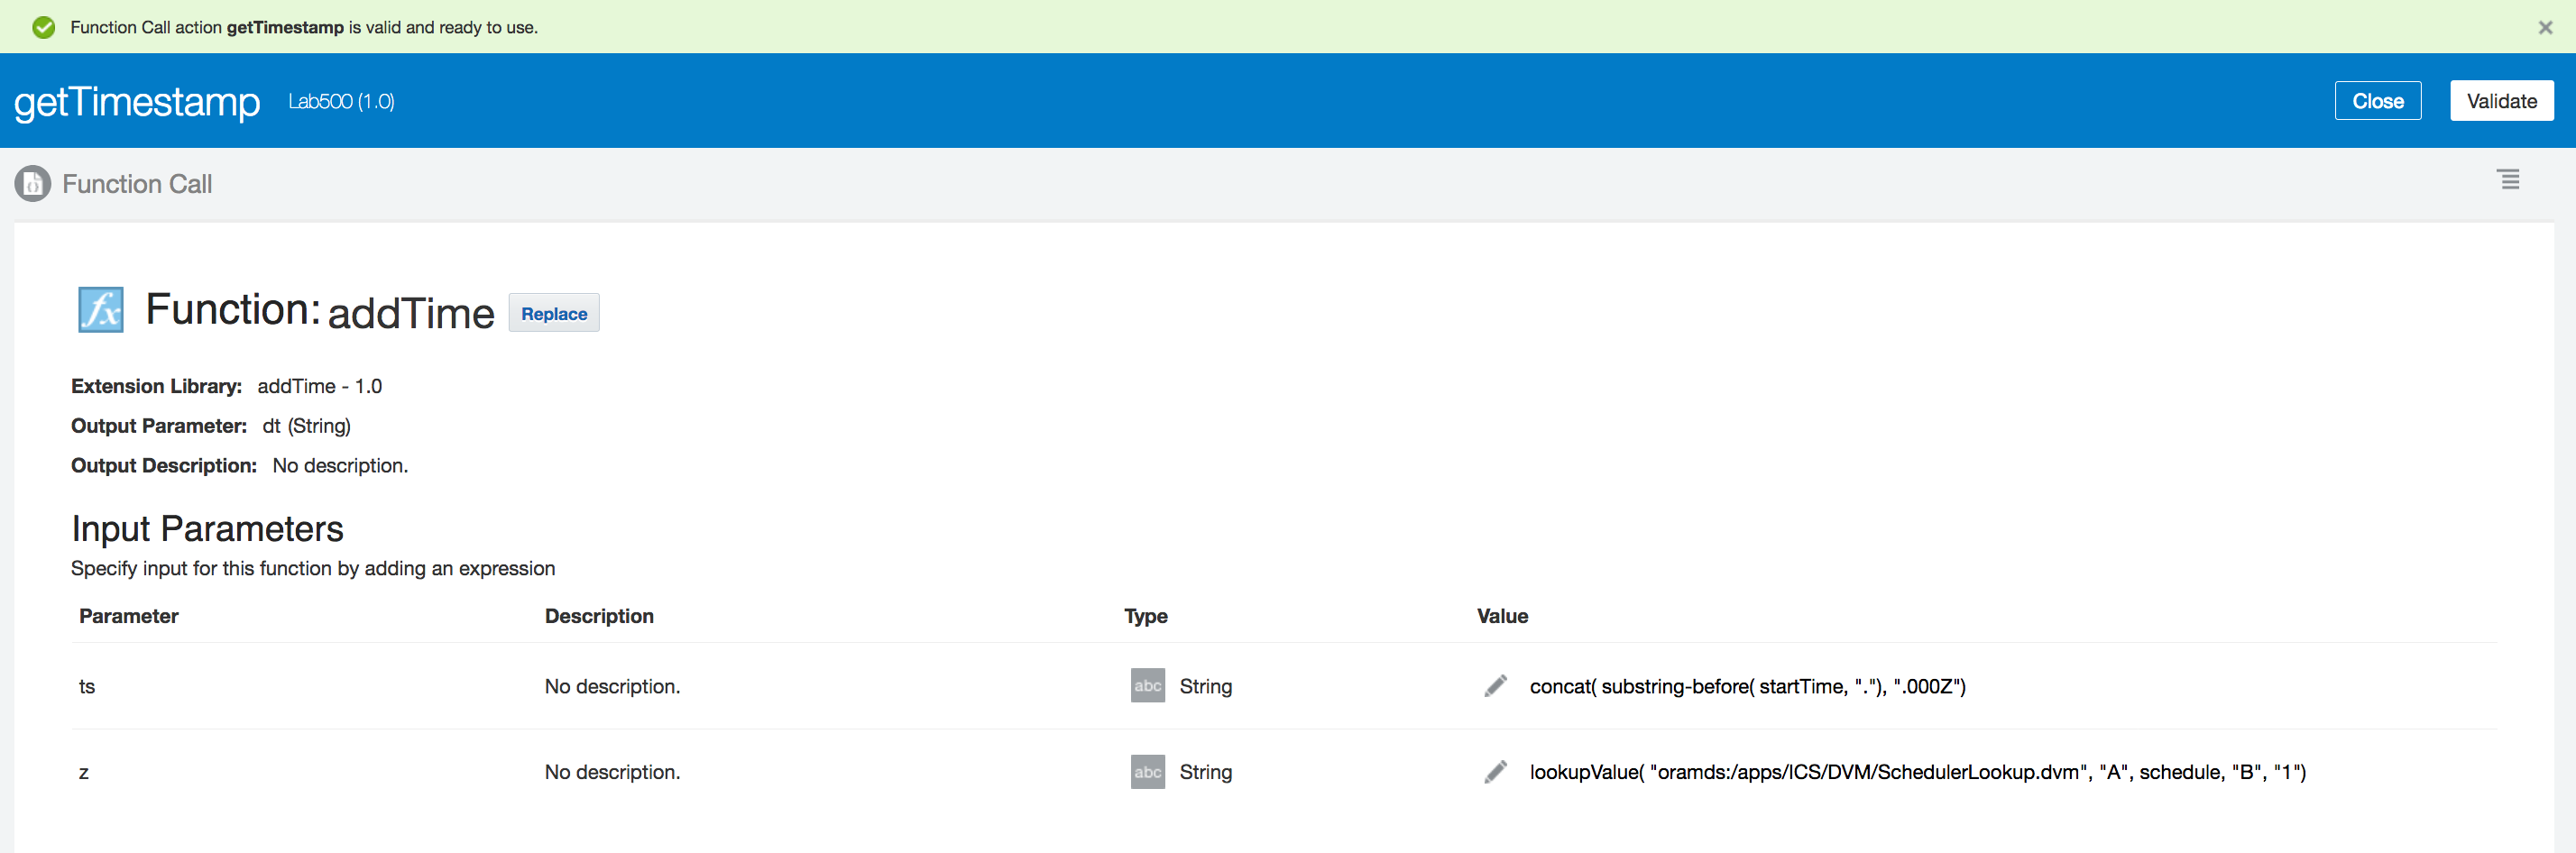 Function Call action getTimestamp is valid and ready to use.
getTimestamp Lab500 (1.0) Close Validate
Function Call
fx Function: addTime Replace
Extension Library: addTime - 1.0
Output Parameter: dt (String)
Output Description: No description.
Input Parameters
Specify input for this function by adding an expression
Parameter Description Type Value
ts No description. abc String concat( substring-before( startTime, "."), ".000Z")
z No description. abc String lookupValue( "oramds:/apps/ICS/DVM/SchedulerLookup.dvm", "A", schedule, "B", "1")